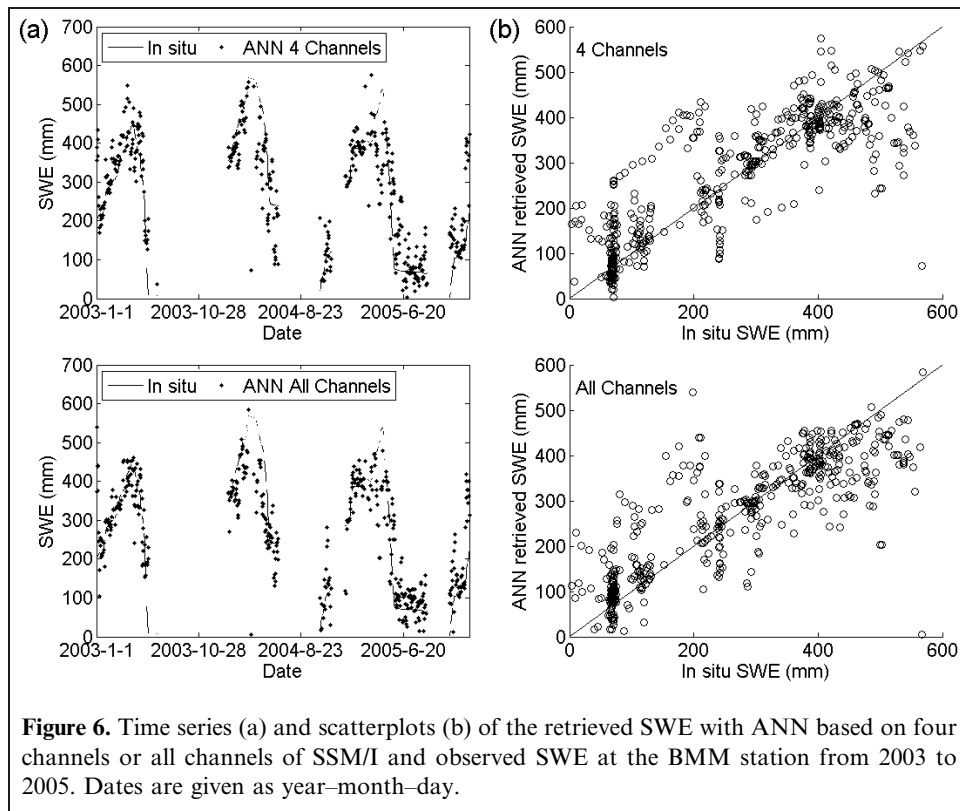 (a)
700
600
500
400
300
200
100
0
SWE (mm)
In situ
ANN 4 Channels
2003-1-1
2003-10-28
2004-8-23
2005-6-20
Date
(b)
600
500
400
300
200
100
0
ANN retrieved SWE (mm)
4 Channels
0
200
400
600
In situ SWE (mm)
700
600
500
400
300
200
100
0
SWE (mm)
In situ
ANN All Channels
2003-1-1
2003-10-28
2004-8-23
2005-6-20
Date
600
500
400
300
200
100
0
ANN retrieved SWE (mm)
All Channels
0
200
400
600
In situ SWE (mm)
Figure 6. Time series (a) and scatterplots (b) of the retrieved SWE with ANN based on four
channels or all channels of SSM/I and observed SWE at the BMM station from 2003 to
2005. Dates are given as year–month–day.